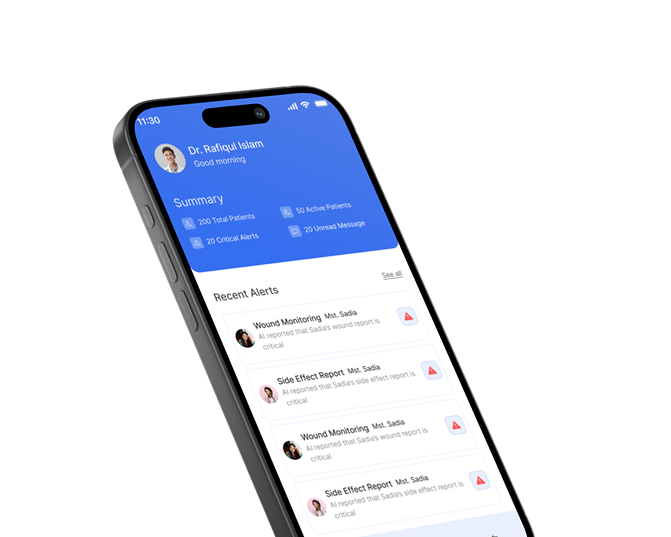 11:30
Dr. Rafiqul Islam
Good morning
Summary
200 Total Patients
50 Active Patients
20 Critical Alerts
20 Unread Message
Recent Alerts
See all
Wound Monitoring Mst. Sadia
AI reported that Sadia's wound report is
critical
Side Effect Report Mst. Sadia
AI reported that Sadia's side effect report is
critical
Wound Monitoring Mst. Sadia
AI reported that Sadia's wound report is
critical
Side Effect Report Mst. Sadia
AI reported that Sadia's side effect report is
critical